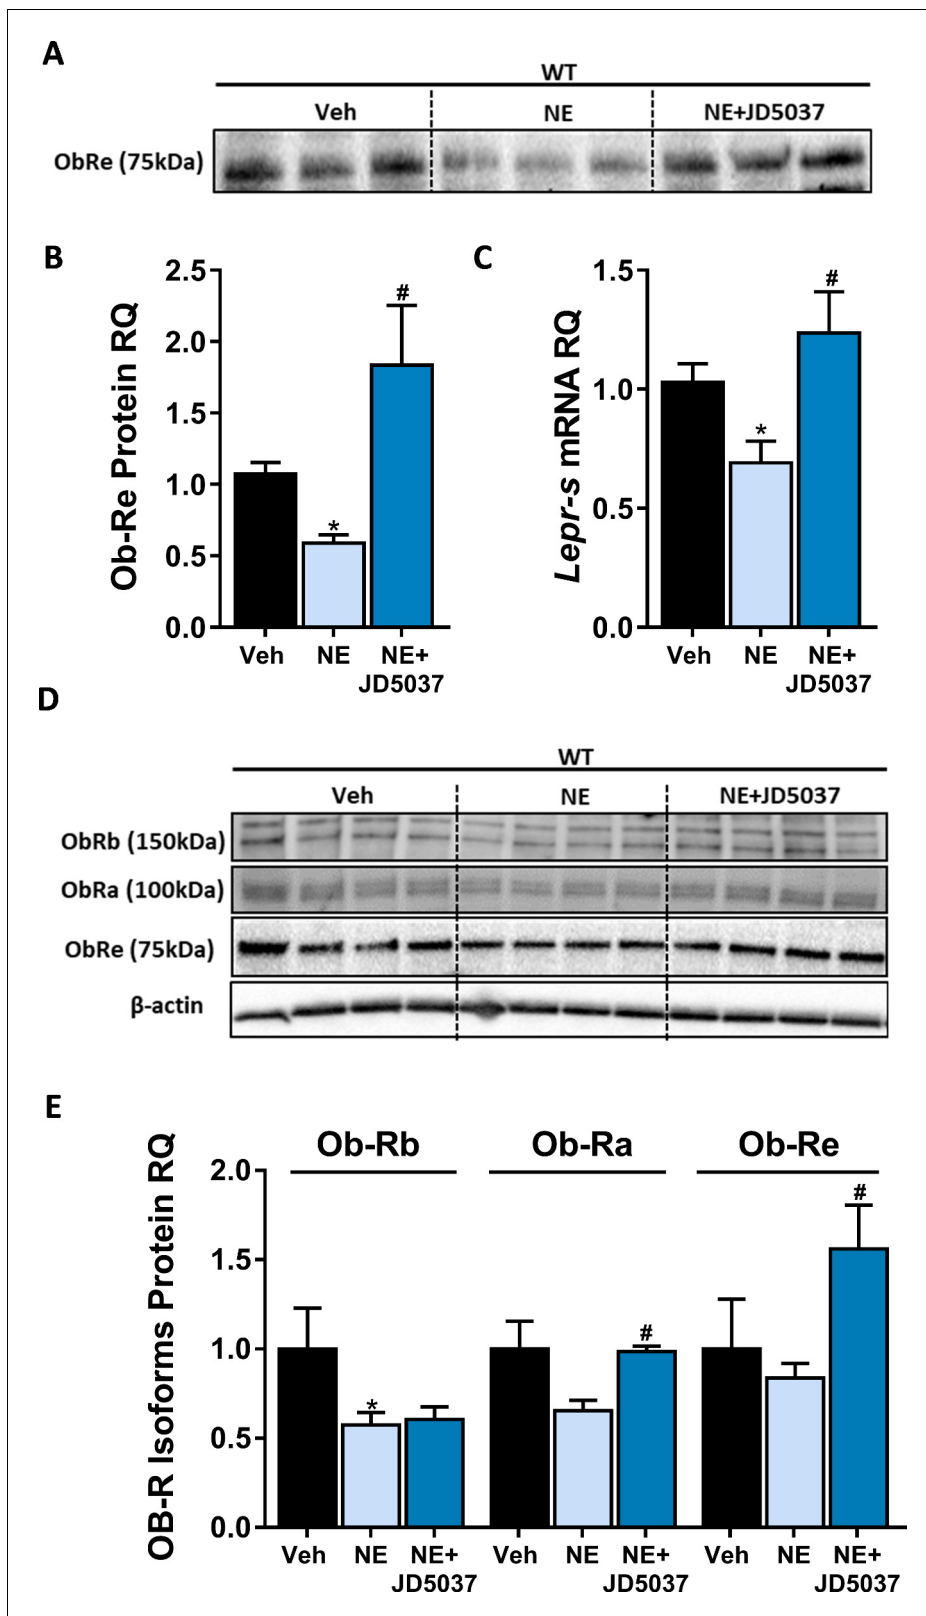 A
WT
Veh NE NE+JD5037
ObRe (75kDa)
B
Ob-Re Protein RQ
2.5
2.0
1.5
1.0
0.5
0.0
*
#
Veh NE NE+
JD5037
C
Lepr-s mRNA RQ
1.5
1.0
0.5
0.0
*
#
Veh NE NE+
JD5037
D
WT
Veh NE NE+JD5037
ObRb (150kDa)
ObRa (100kDa)
ObRe (75kDa)
β-actin
E
OB-R Isoforms Protein RQ
Ob-Rb Ob-Ra Ob-Re
2.0
1.5
1.0
0.5
0.0
*
#
#
Veh NE NE+ Veh NE NE+ Veh NE NE+
JD5037 JD5037 JD5037